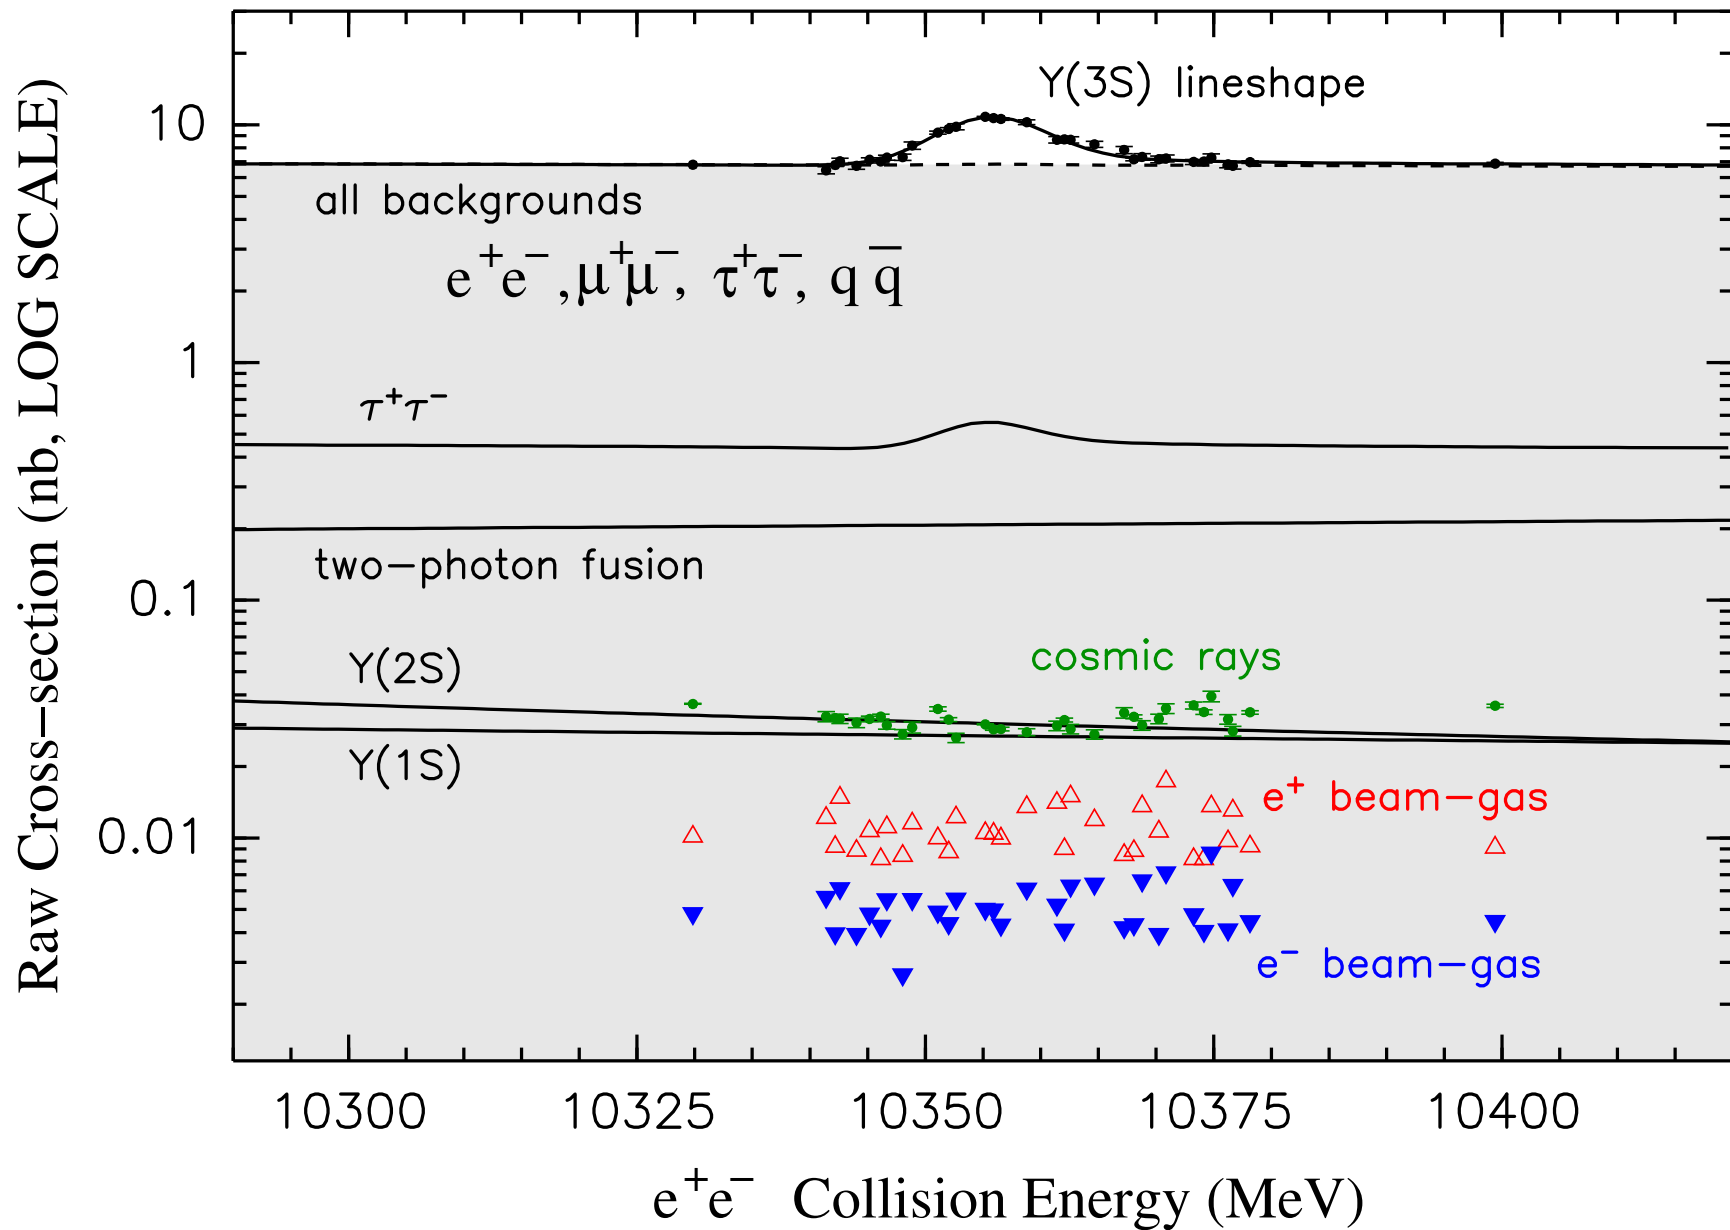 Raw Cross−section (nb, LOG SCALE)
10
1
0.1
0.01
Υ(3S) lineshape
all backgrounds
e⁺e⁻, μ⁺μ⁻, τ⁺τ⁻, q q̅
τ⁺τ⁻
two−photon fusion
Υ(2S)
cosmic rays
Υ(1S)
e⁺ beam−gas
e⁻ beam−gas
10300 10325 10350 10375 10400
e⁺e⁻ Collision Energy (MeV)